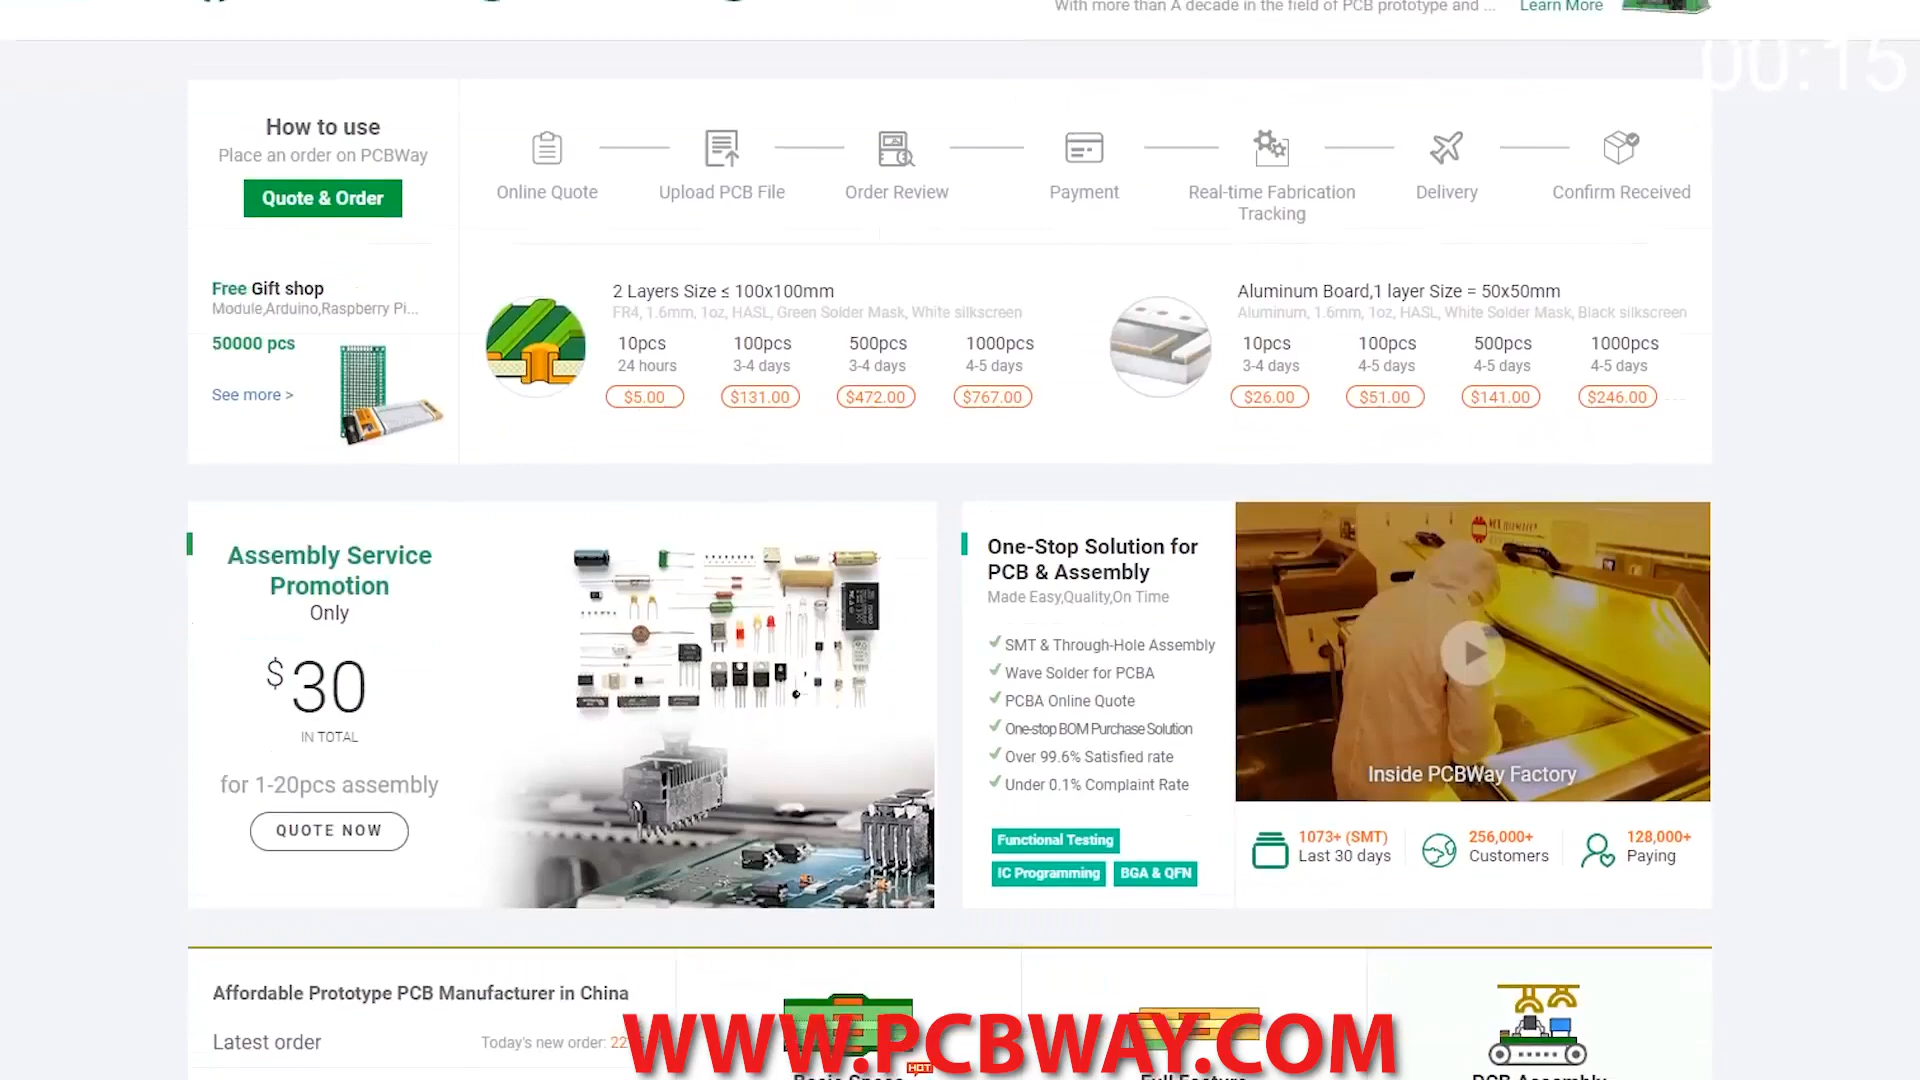 With more than A decade in the field of PCB prototype and ...
Learn More
00:15
How to use
Place an order on PCBWay
Quote & Order
Online Quote
Upload PCB File
Order Review
Payment
Real-time Fabrication
Tracking
Delivery
Confirm Received
Free Gift shop
Module,Arduino,Raspberry Pi...
50000 pcs
See more >
2 Layers Size ≤ 100x100mm
FR4, 1.6mm, 1oz, HASL, Green Solder Mask, White silkscreen
10pcs 100pcs 500pcs 1000pcs
24 hours 3-4 days 3-4 days 4-5 days
$5.00 $131.00 $472.00 $767.00
Aluminum Board,1 layer Size = 50x50mm
Aluminum, 1.6mm, 1oz, HASL, White Solder Mask, Black silkscreen
10pcs 100pcs 500pcs 1000pcs
3-4 days 4-5 days 4-5 days 4-5 days
$26.00 $51.00 $141.00 $246.00
Assembly Service
Promotion
Only
$30
IN TOTAL
for 1-20pcs assembly
QUOTE NOW
One-Stop Solution for
PCB & Assembly
Made Easy,Quality,On Time
SMT & Through-Hole Assembly
Wave Solder for PCBA
PCBA Online Quote
One-stop BOM Purchase Solution
Over 99.6% Satisfied rate
Under 0.1% Complaint Rate
Functional Testing
IC Programming
BGA & QFN
Inside PCBWay Factory
1073+ (SMT)
Last 30 days
256,000+
Customers
128,000+
Paying
Affordable Prototype PCB Manufacturer in China
Latest order
Today's new order: 22
HOT
WWW.PCBWAY.COM